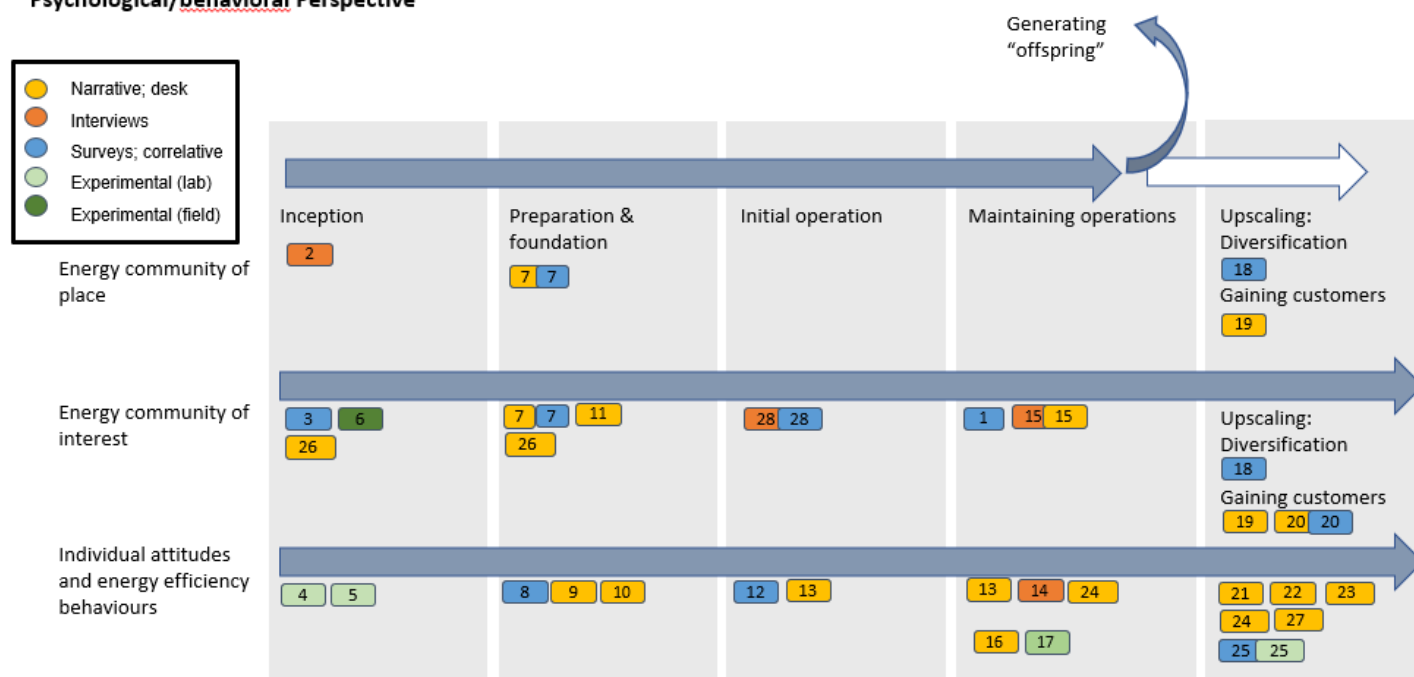 Psychological/behavioral Perspective
Generating
“offspring”
Narrative; desk
Interviews
Surveys; correlative
Experimental (lab)
Experimental (field)
Inception
Preparation &
foundation
Initial operation
Maintaining operations
Upscaling:
Diversification
Energy community of
place
2
7 7
18
Gaining customers
19
Energy community of
interest
3 6
26
7 7 11
26
28 28
1 15 15
Upscaling:
Diversification
18
Gaining customers
19 20 20
Individual attitudes
and energy efficiency
behaviours
4 5
8 9 10
12 13
13 14 24
16 17
21 22 23
24 27
25 25